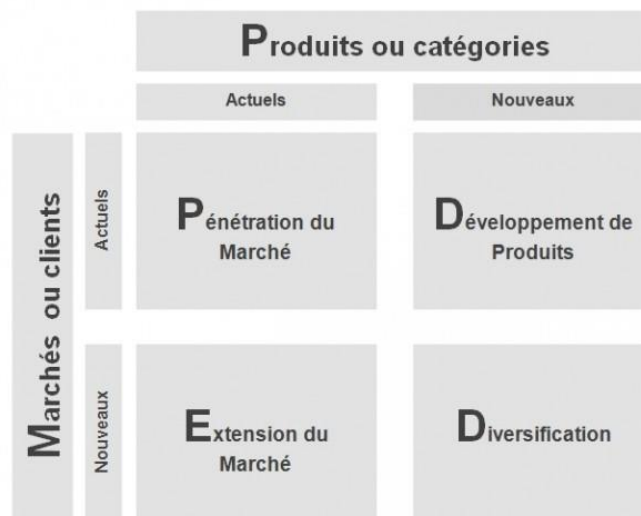 Produits ou catégories
Actuels
Nouveaux
Marchés ou clients
Actuels
Pénétration du
Marché
Développement de
Produits
Nouveaux
Extension du
Marché
Diversification